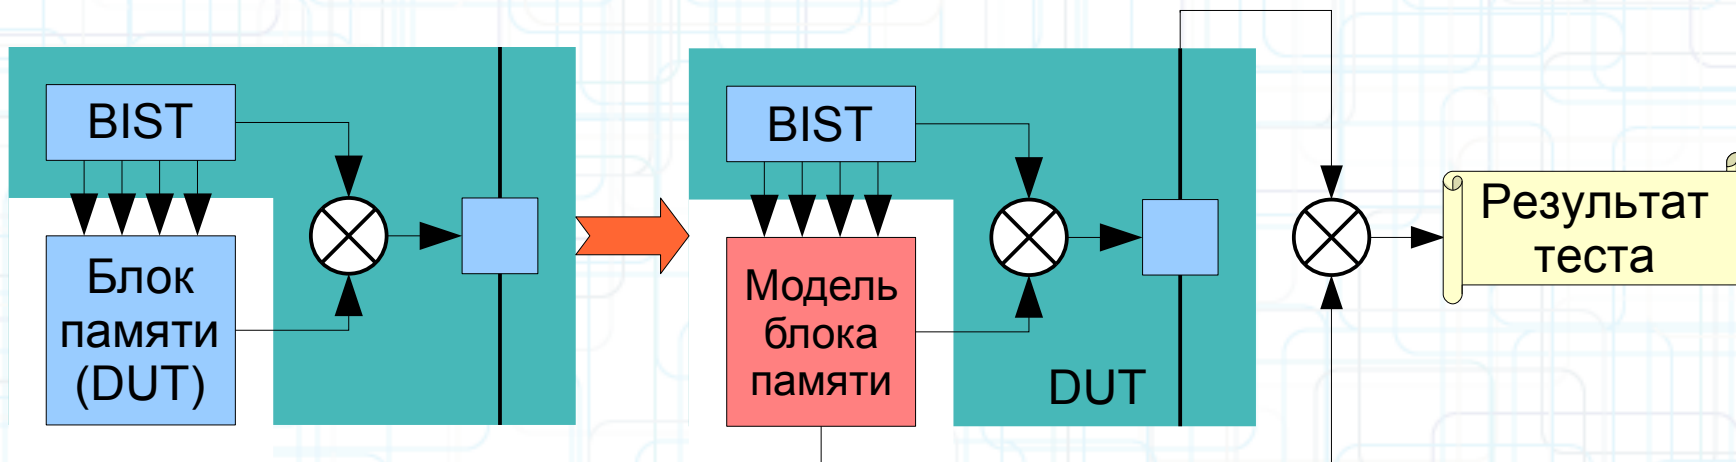 BIST
Блок
памяти
(DUT)
BIST
Модель
блока
памяти
DUT
Результат
теста